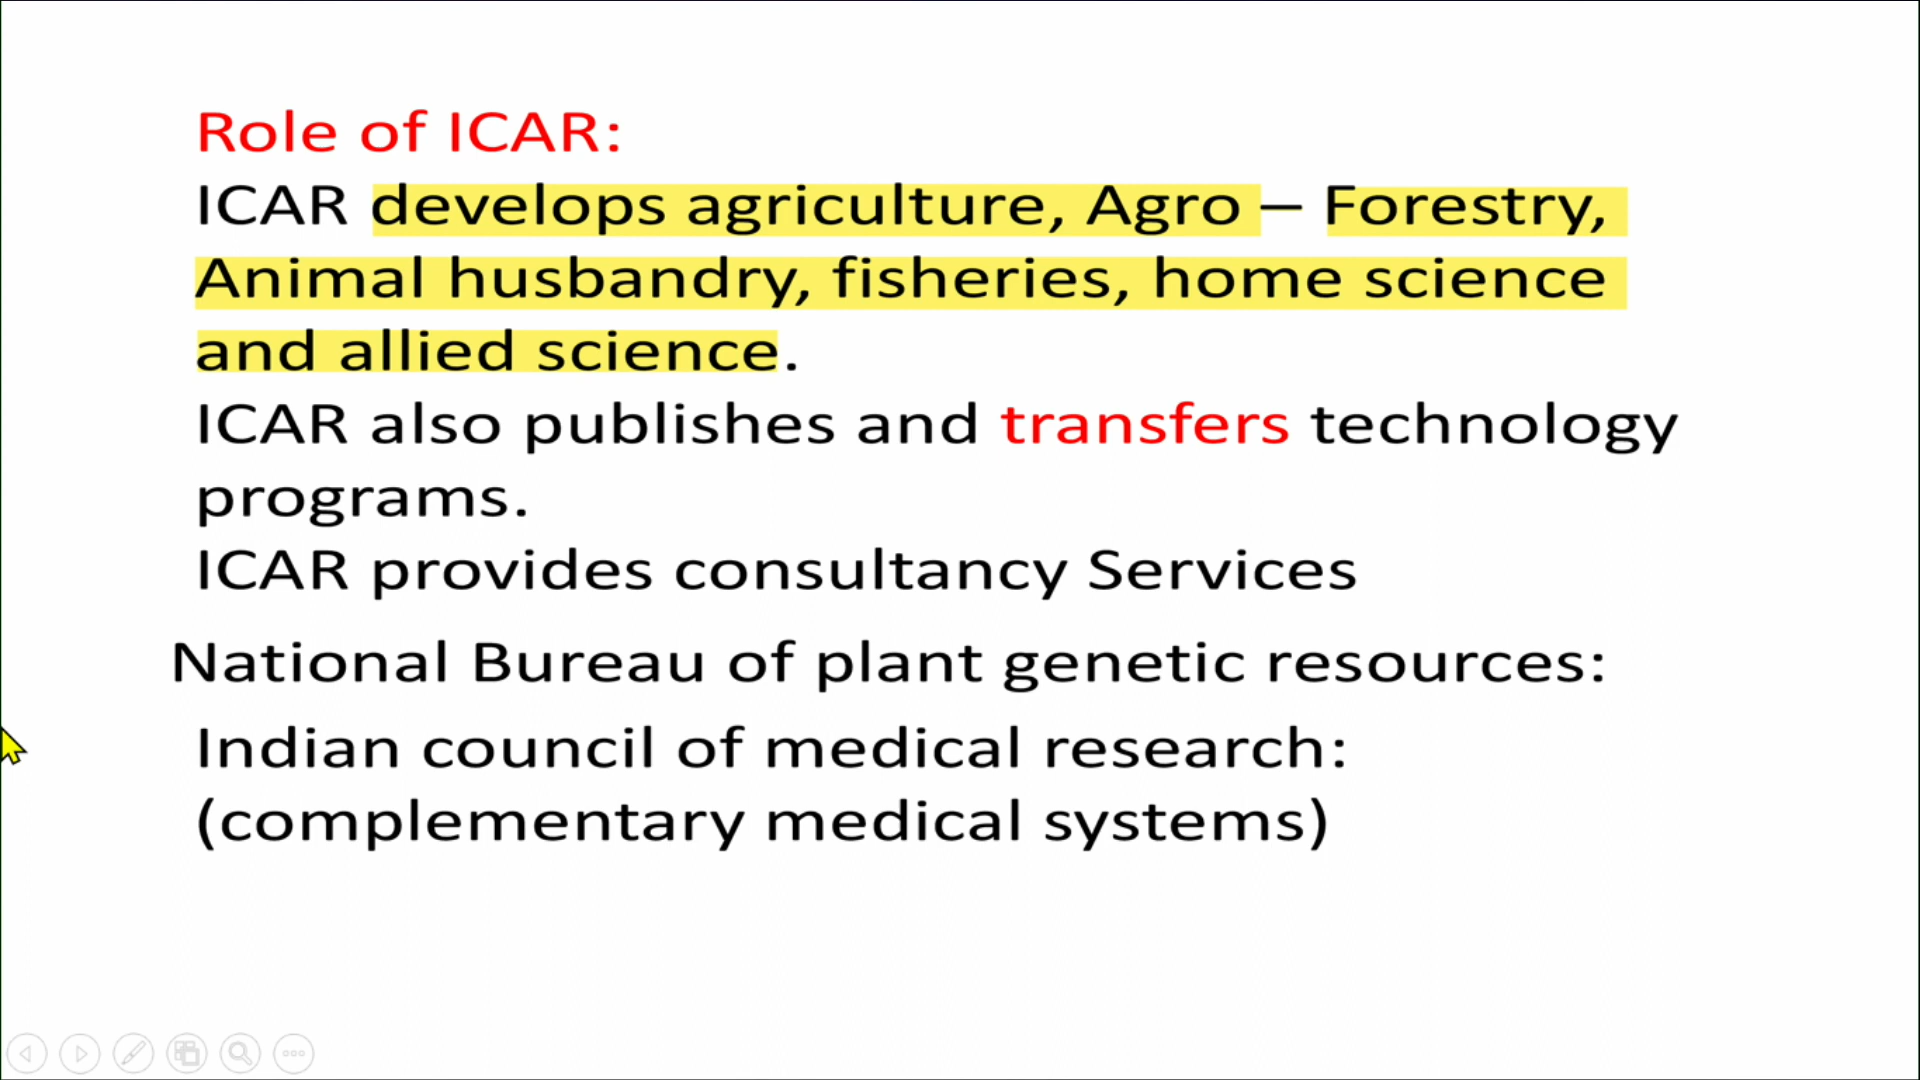 Role of ICAR:
ICAR develops agriculture, Agro – Forestry,
Animal husbandry, fisheries, home science
and allied science.
ICAR also publishes and transfers technology
programs.
ICAR provides consultancy Services
National Bureau of plant genetic resources:
Indian council of medical research:
(complementary medical systems)